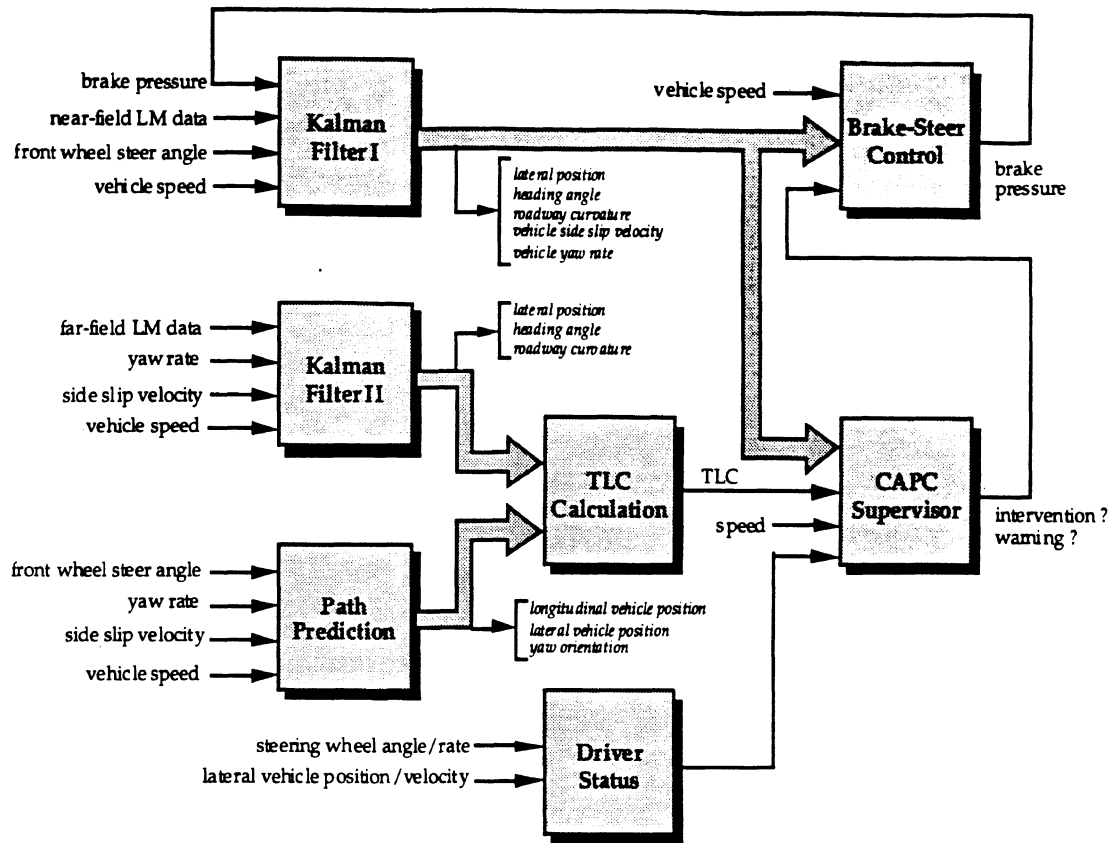 brake pressure
near-field LM data
front wheel steer angle
vehicle speed
Kalman
Filter I
lateral position
heading angle
roadway curvature
vehicle side slip velocity
vehicle yaw rate
vehicle speed
Brake-Steer
Control
brake
pressure
far-field LM data
yaw rate
side slip velocity
vehicle speed
Kalman
Filter II
lateral position
heading angle
roadway curvature
TLC
Calculation
TLC
speed
CAPC
Supervisor
intervention ?
warning ?
front wheel steer angle
yaw rate
side slip velocity
vehicle speed
Path
Prediction
longitudinal vehicle position
lateral vehicle position
yaw orientation
steering wheel angle/rate
lateral vehicle position/velocity
Driver
Status